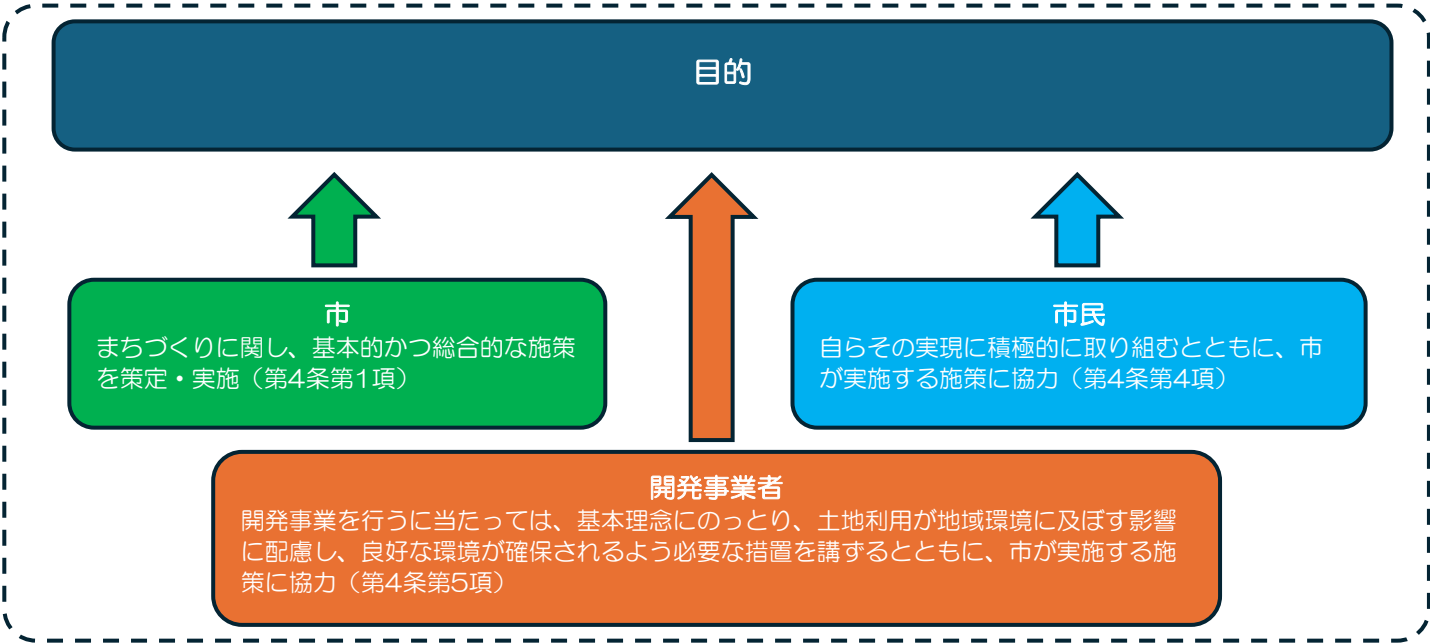 目的
市
まちづくりに関し、基本的かつ総合的な施策
を策定・実施（第4条第1項）
市民
自らその実現に積極的に取り組むとともに、市
が実施する施策に協力（第4条第4項）
開発事業者
開発事業を行うに当たっては、基本理念にのっとり、土地利用が地域環境に及ぼす影響
に配慮し、良好な環境が確保されるよう必要な措置を講ずるとともに、市が実施する施
策に協力（第4条第5項）